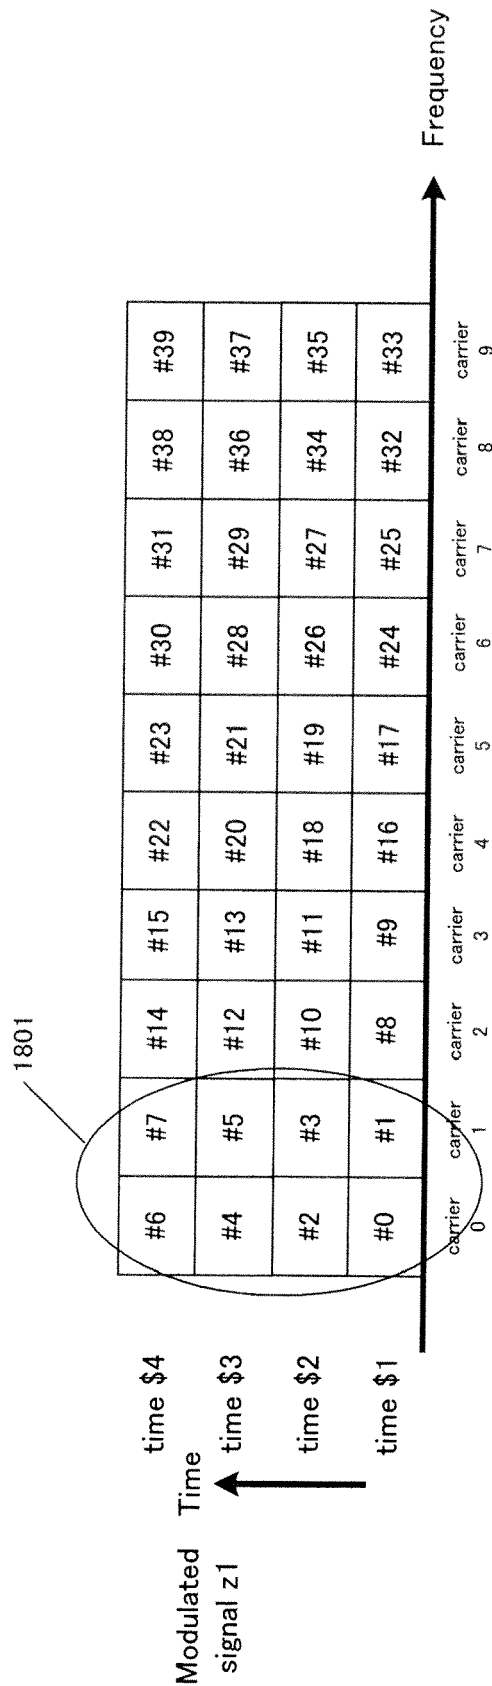 1801
Modulated
signal z1
Time
time $4
#6 #7 #14 #15 #22 #23 #30 #31 #38 #39
time $3
#4 #5 #12 #13 #20 #21 #28 #29 #36 #37
time $2
#2 #3 #10 #11 #18 #19 #26 #27 #34 #35
time $1
#0 #1 #8 #9 #16 #17 #24 #25 #32 #33
carrier carrier carrier carrier carrier carrier carrier carrier carrier carrier
0 1 2 3 4 5 6 7 8 9
Frequency